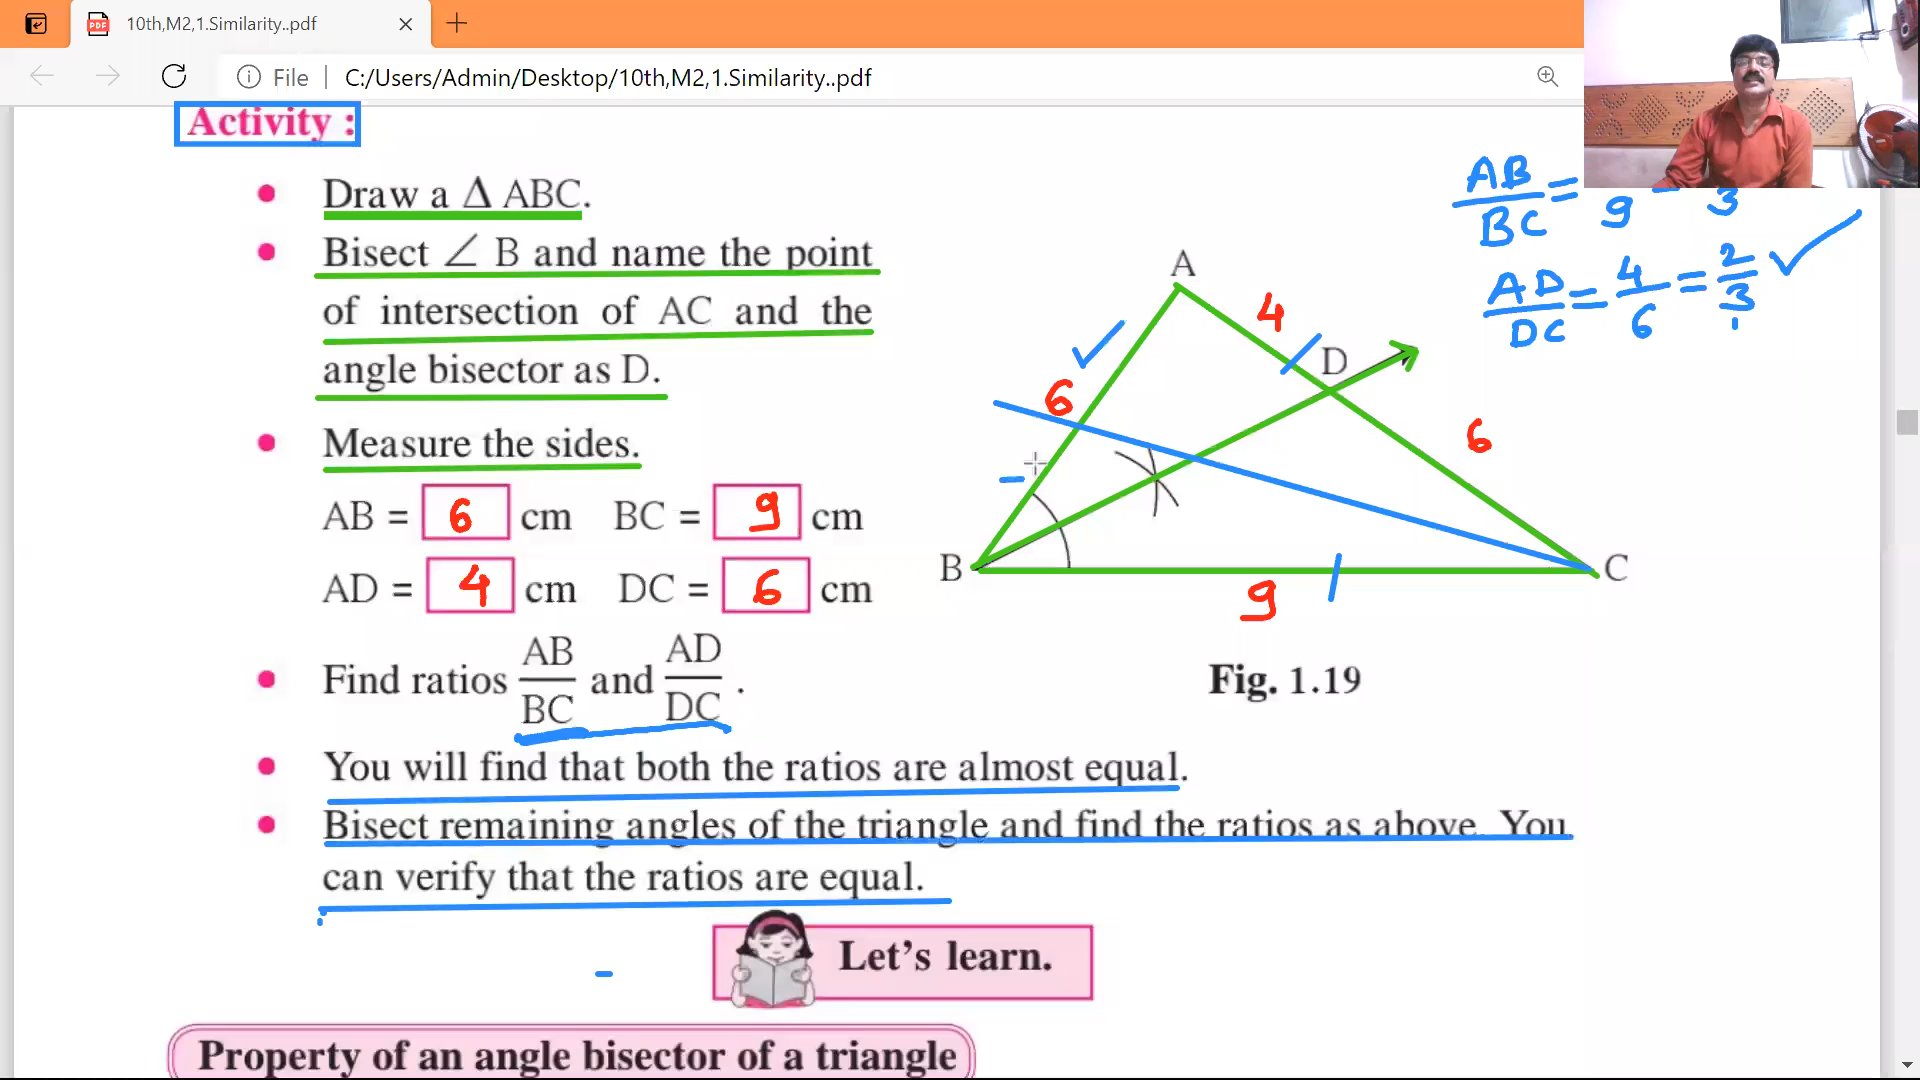 10th,M2,1.Similarity..pdf
File | C:/Users/Admin/Desktop/10th,M2,1.Similarity..pdf
Activity :
• Draw a Δ ABC.
• Bisect ∠ B and name the point
of intersection of AC and the
angle bisector as D.
• Measure the sides.
AB = 6 cm BC = 9 cm
AD = 4 cm DC = 6 cm
• Find ratios AB/BC and AD/DC .
• You will find that both the ratios are almost equal.
• Bisect remaining angles of the triangle and find the ratios as above. You
can verify that the ratios are equal.
A
4
D
6
6
B
9
C
Fig. 1.19
AB/BC = 9 3
AD/DC = 4/6 = 2/3
Let's learn.
Property of an angle bisector of a triangle